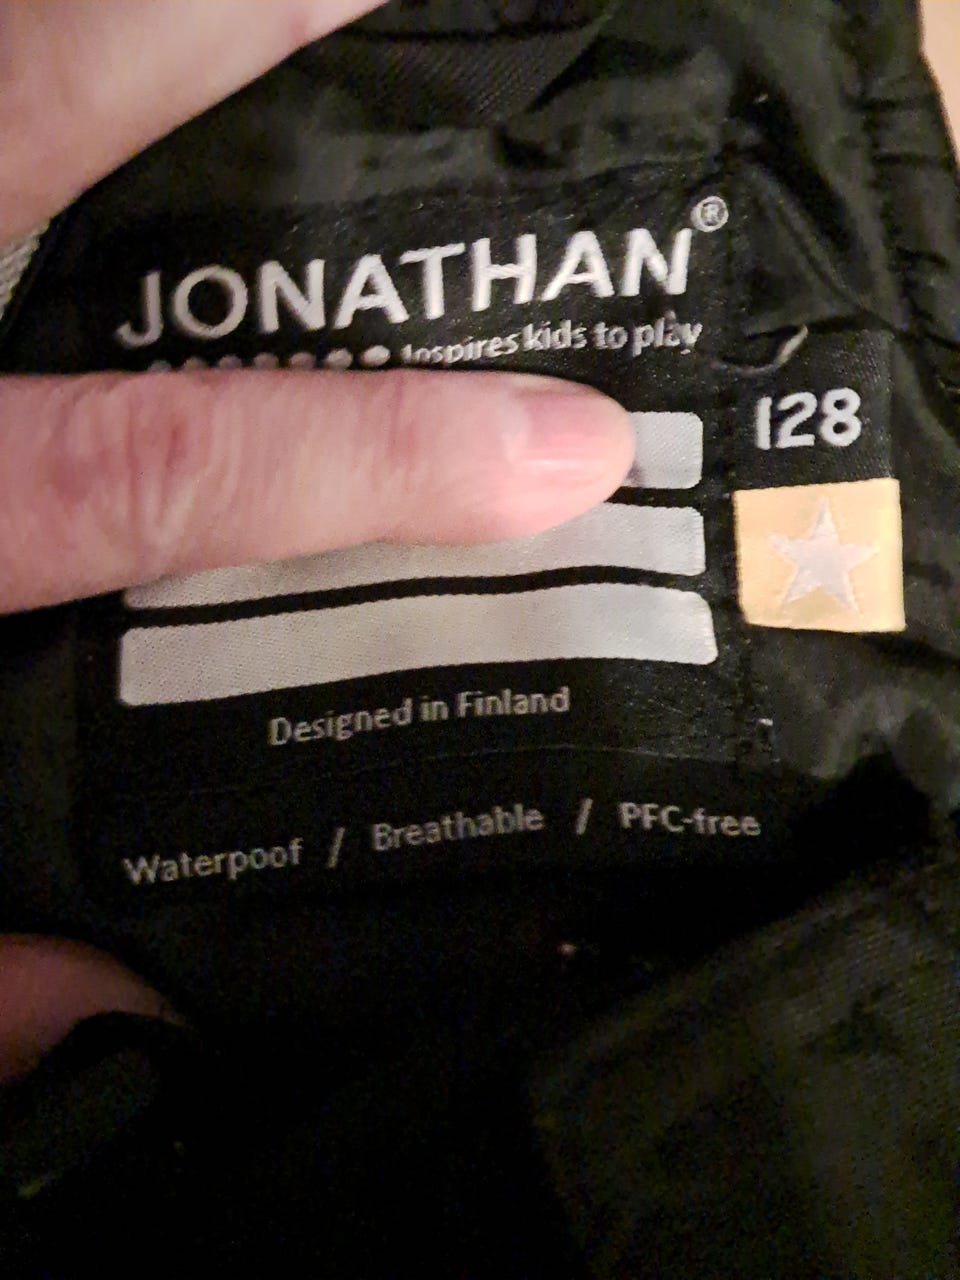 JONATHAN®
Inspires kids to play
128
Designed in Finland
Waterpoof / Breathable / PFC-free